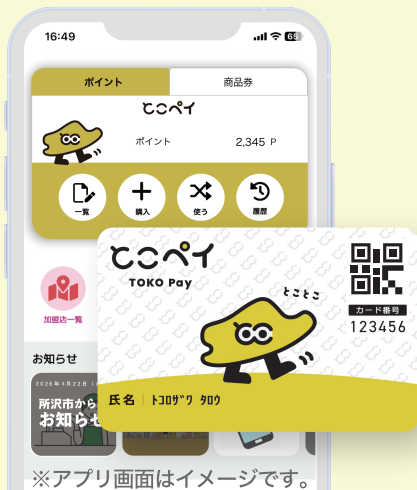 16:49
69
ポイント
商品券
とこペイ
ポイント
2,345 P
一覧
購入
使う
履歴
とこペイ
TOKO Pay
とことこ
カード番号
123456
加盟店一覧
お知らせ
2026年4月22日
所沢市から
お知らせ
氏名 | トコロザワ タロウ
※アプリ画面はイメージです。